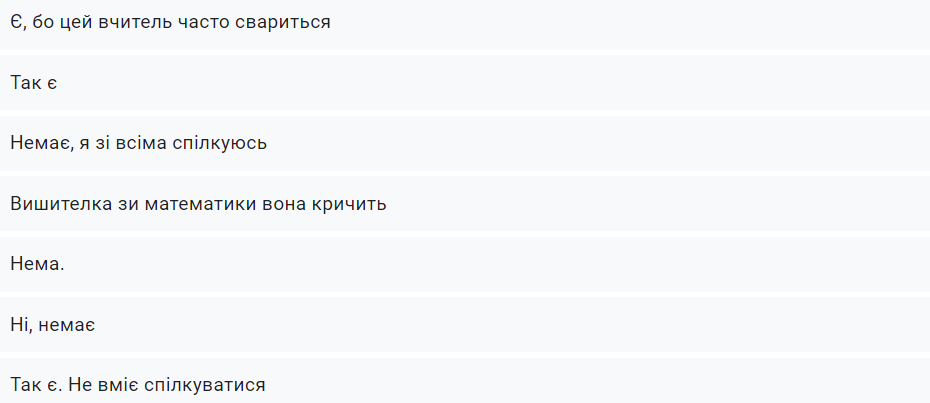 Є, бо цей вчитель часто свариться
Так є
Немає, я зі всіма спілкуюсь
Вишителка зи математики вона кричить
Нема.
Ні, немає
Так є. Не вміє спілкуватися